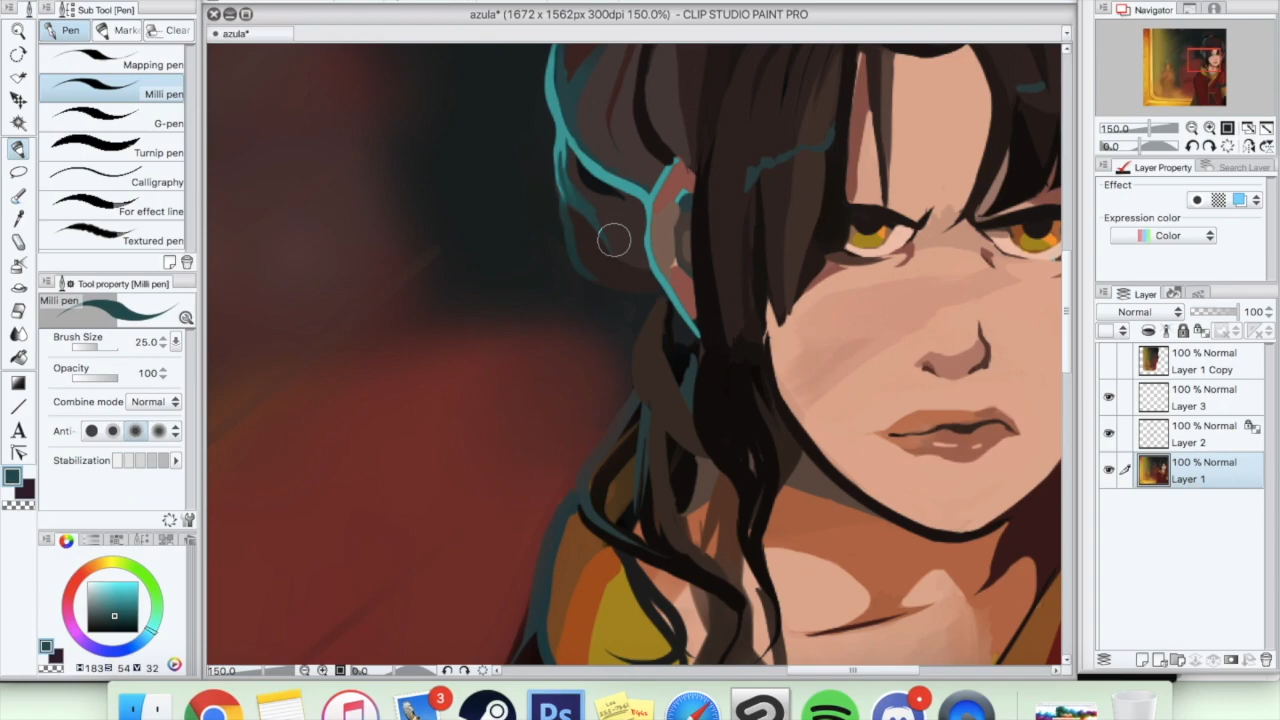 Sub Tool [Pen]
azula* (1672 x 1562px 300dpi 150.0%) - CLIP STUDIO PAINT PRO
Navigator
Pen
Mark
Clear
azula*
Mapping pen
Milli pen
G-pen
Turnip pen
Calligraphy
For effect line
Textured pen
150.0
0.0
Layer Property
Search Layer
Effect
Expression color
Color
Tool property [Milli pen]
Milli pen
Brush Size
25.0
Opacity
100
Combine mode
Normal
Anti-
Stabilization
Layer
Normal
100
100 % Normal
Layer 1 Copy
100 % Normal
Layer 3
100 % Normal
Layer 2
100 % Normal
Layer 1
A
183 S 54 V 32
150.0
0.0
3
Ps